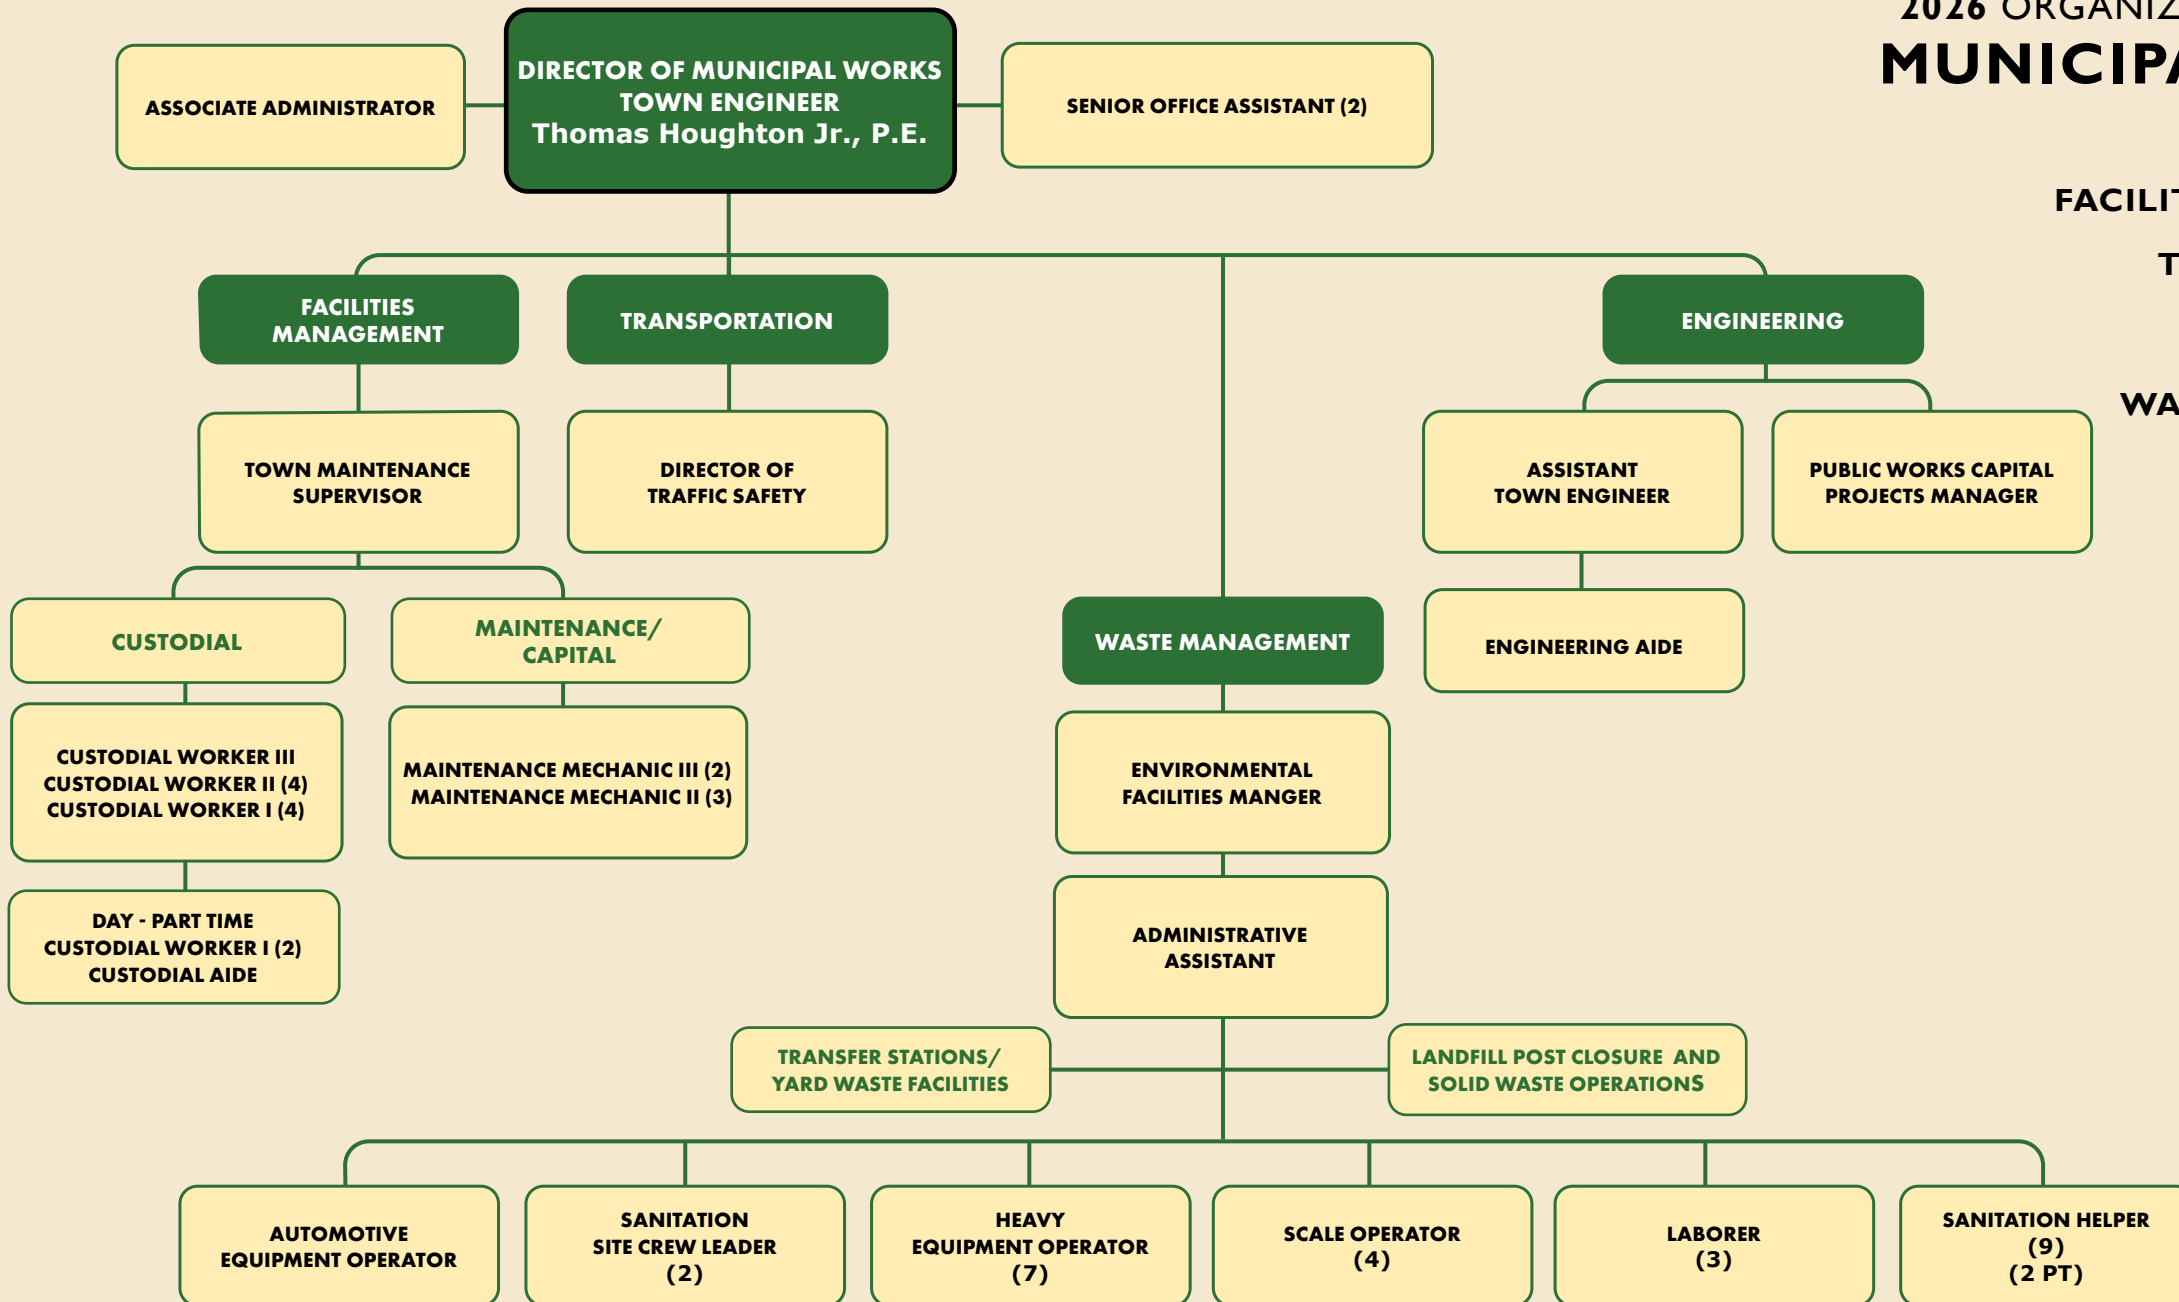 2026 ORGANIZ
MUNICIPA
FACILIT
T
WA
ASSOCIATE ADMINISTRATOR
DIRECTOR OF MUNICIPAL WORKS
TOWN ENGINEER
Thomas Houghton Jr., P.E.
SENIOR OFFICE ASSISTANT (2)
FACILITIES
MANAGEMENT
TRANSPORTATION
ENGINEERING
TOWN MAINTENANCE
SUPERVISOR
DIRECTOR OF
TRAFFIC SAFETY
ASSISTANT
TOWN ENGINEER
PUBLIC WORKS CAPITAL
PROJECTS MANAGER
CUSTODIAL
MAINTENANCE/
CAPITAL
WASTE MANAGEMENT
ENGINEERING AIDE
CUSTODIAL WORKER III
CUSTODIAL WORKER II (4)
CUSTODIAL WORKER I (4)
MAINTENANCE MECHANIC III (2)
MAINTENANCE MECHANIC II (3)
ENVIRONMENTAL
FACILITIES MANGER
DAY - PART TIME
CUSTODIAL WORKER I (2)
CUSTODIAL AIDE
ADMINISTRATIVE
ASSISTANT
TRANSFER STATIONS/
YARD WASTE FACILITIES
LANDFILL POST CLOSURE AND
SOLID WASTE OPERATIONS
AUTOMOTIVE
EQUIPMENT OPERATOR
SANITATION
SITE CREW LEADER
(2)
HEAVY
EQUIPMENT OPERATOR
(7)
SCALE OPERATOR
(4)
LABORER
(3)
SANITATION HELPER
(9)
(2 PT)